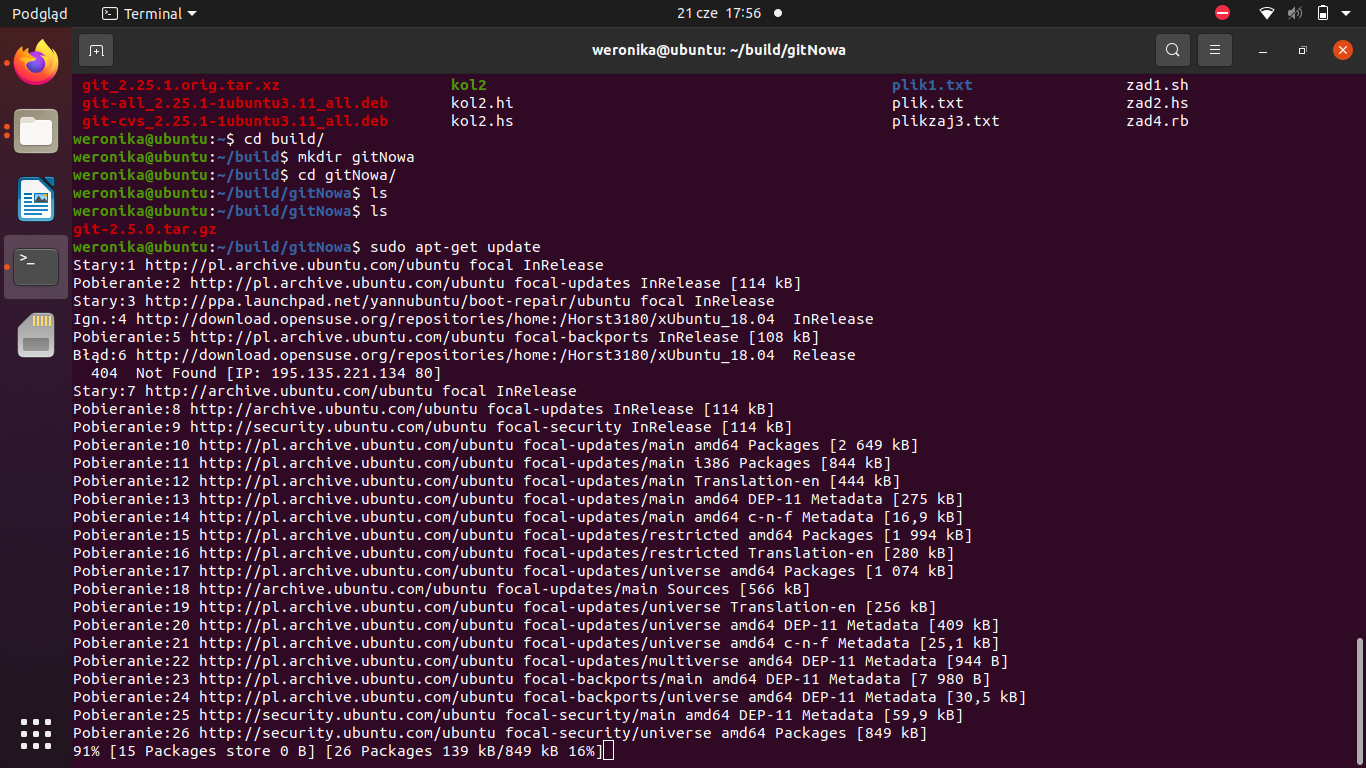 Podgląd Terminal 21 cze 17:56
weronika@ubuntu: ~/build/gitNowa
git_2.25.1.orig.tar.xz kol2 plik1.txt zad1.sh
git-all_2.25.1-1ubuntu3.11_all.deb kol2.hi plik.txt zad2.hs
git-cvs_2.25.1-1ubuntu3.11_all.deb kol2.hs plikzaj3.txt zad4.rb
weronika@ubuntu:~$ cd build/
weronika@ubuntu:~/build$ mkdir gitNowa
weronika@ubuntu:~/build$ cd gitNowa/
weronika@ubuntu:~/build/gitNowa$ ls
weronika@ubuntu:~/build/gitNowa$ ls
git-2.5.0.tar.gz
weronika@ubuntu:~/build/gitNowa$ sudo apt-get update
Stary:1 http://pl.archive.ubuntu.com/ubuntu focal InRelease
Pobieranie:2 http://pl.archive.ubuntu.com/ubuntu focal-updates InRelease [114 kB]
Stary:3 http://ppa.launchpad.net/yannubuntu/boot-repair/ubuntu focal InRelease
Ign.:4 http://download.opensuse.org/repositories/home:/Horst3180/xUbuntu_18.04  InRelease
Pobieranie:5 http://pl.archive.ubuntu.com/ubuntu focal-backports InRelease [108 kB]
Błąd:6 http://download.opensuse.org/repositories/home:/Horst3180/xUbuntu_18.04  Release
  404  Not Found [IP: 195.135.221.134 80]
Stary:7 http://archive.ubuntu.com/ubuntu focal InRelease
Pobieranie:8 http://archive.ubuntu.com/ubuntu focal-updates InRelease [114 kB]
Pobieranie:9 http://security.ubuntu.com/ubuntu focal-security InRelease [114 kB]
Pobieranie:10 http://pl.archive.ubuntu.com/ubuntu focal-updates/main amd64 Packages [2 649 kB]
Pobieranie:11 http://pl.archive.ubuntu.com/ubuntu focal-updates/main i386 Packages [844 kB]
Pobieranie:12 http://pl.archive.ubuntu.com/ubuntu focal-updates/main Translation-en [444 kB]
Pobieranie:13 http://pl.archive.ubuntu.com/ubuntu focal-updates/main amd64 DEP-11 Metadata [275 kB]
Pobieranie:14 http://pl.archive.ubuntu.com/ubuntu focal-updates/main amd64 c-n-f Metadata [16,9 kB]
Pobieranie:15 http://pl.archive.ubuntu.com/ubuntu focal-updates/restricted amd64 Packages [1 994 kB]
Pobieranie:16 http://pl.archive.ubuntu.com/ubuntu focal-updates/restricted Translation-en [280 kB]
Pobieranie:17 http://pl.archive.ubuntu.com/ubuntu focal-updates/universe amd64 Packages [1 074 kB]
Pobieranie:18 http://archive.ubuntu.com/ubuntu focal-updates/main Sources [566 kB]
Pobieranie:19 http://pl.archive.ubuntu.com/ubuntu focal-updates/universe Translation-en [256 kB]
Pobieranie:20 http://pl.archive.ubuntu.com/ubuntu focal-updates/universe amd64 DEP-11 Metadata [409 kB]
Pobieranie:21 http://pl.archive.ubuntu.com/ubuntu focal-updates/universe amd64 c-n-f Metadata [25,1 kB]
Pobieranie:22 http://pl.archive.ubuntu.com/ubuntu focal-updates/multiverse amd64 DEP-11 Metadata [944 B]
Pobieranie:23 http://pl.archive.ubuntu.com/ubuntu focal-backports/main amd64 DEP-11 Metadata [7 980 B]
Pobieranie:24 http://pl.archive.ubuntu.com/ubuntu focal-backports/universe amd64 DEP-11 Metadata [30,5 kB]
Pobieranie:25 http://security.ubuntu.com/ubuntu focal-security/main amd64 DEP-11 Metadata [59,9 kB]
Pobieranie:26 http://security.ubuntu.com/ubuntu focal-security/universe amd64 Packages [849 kB]
91% [15 Packages store 0 B] [26 Packages 139 kB/849 kB 16%]